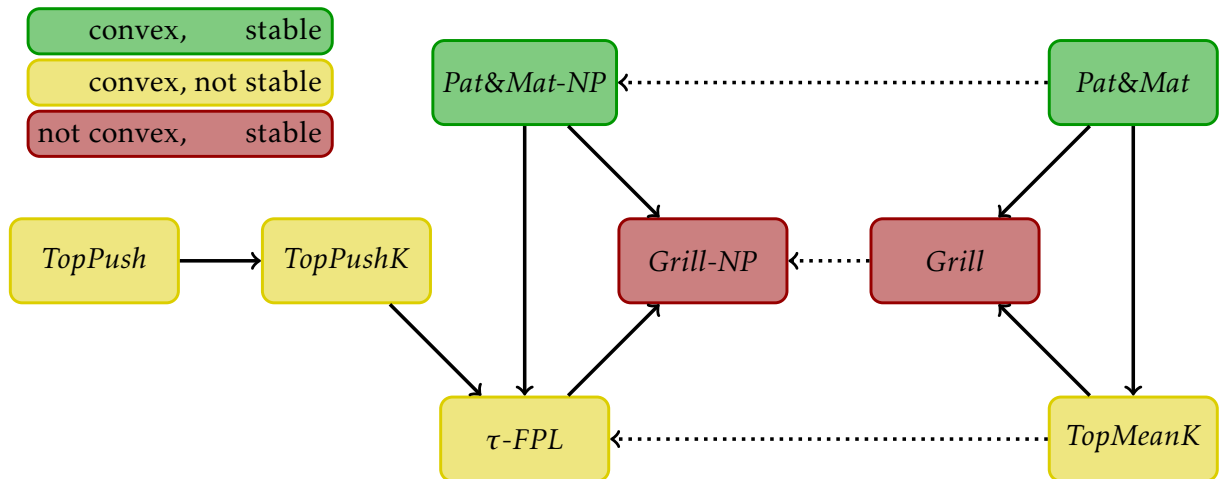 convex, stable
convex, not stable
not convex, stable
Pat&Mat-NP
Pat&Mat
TopPush
TopPushK
Grill-NP
Grill
τ-FPL
TopMeanK